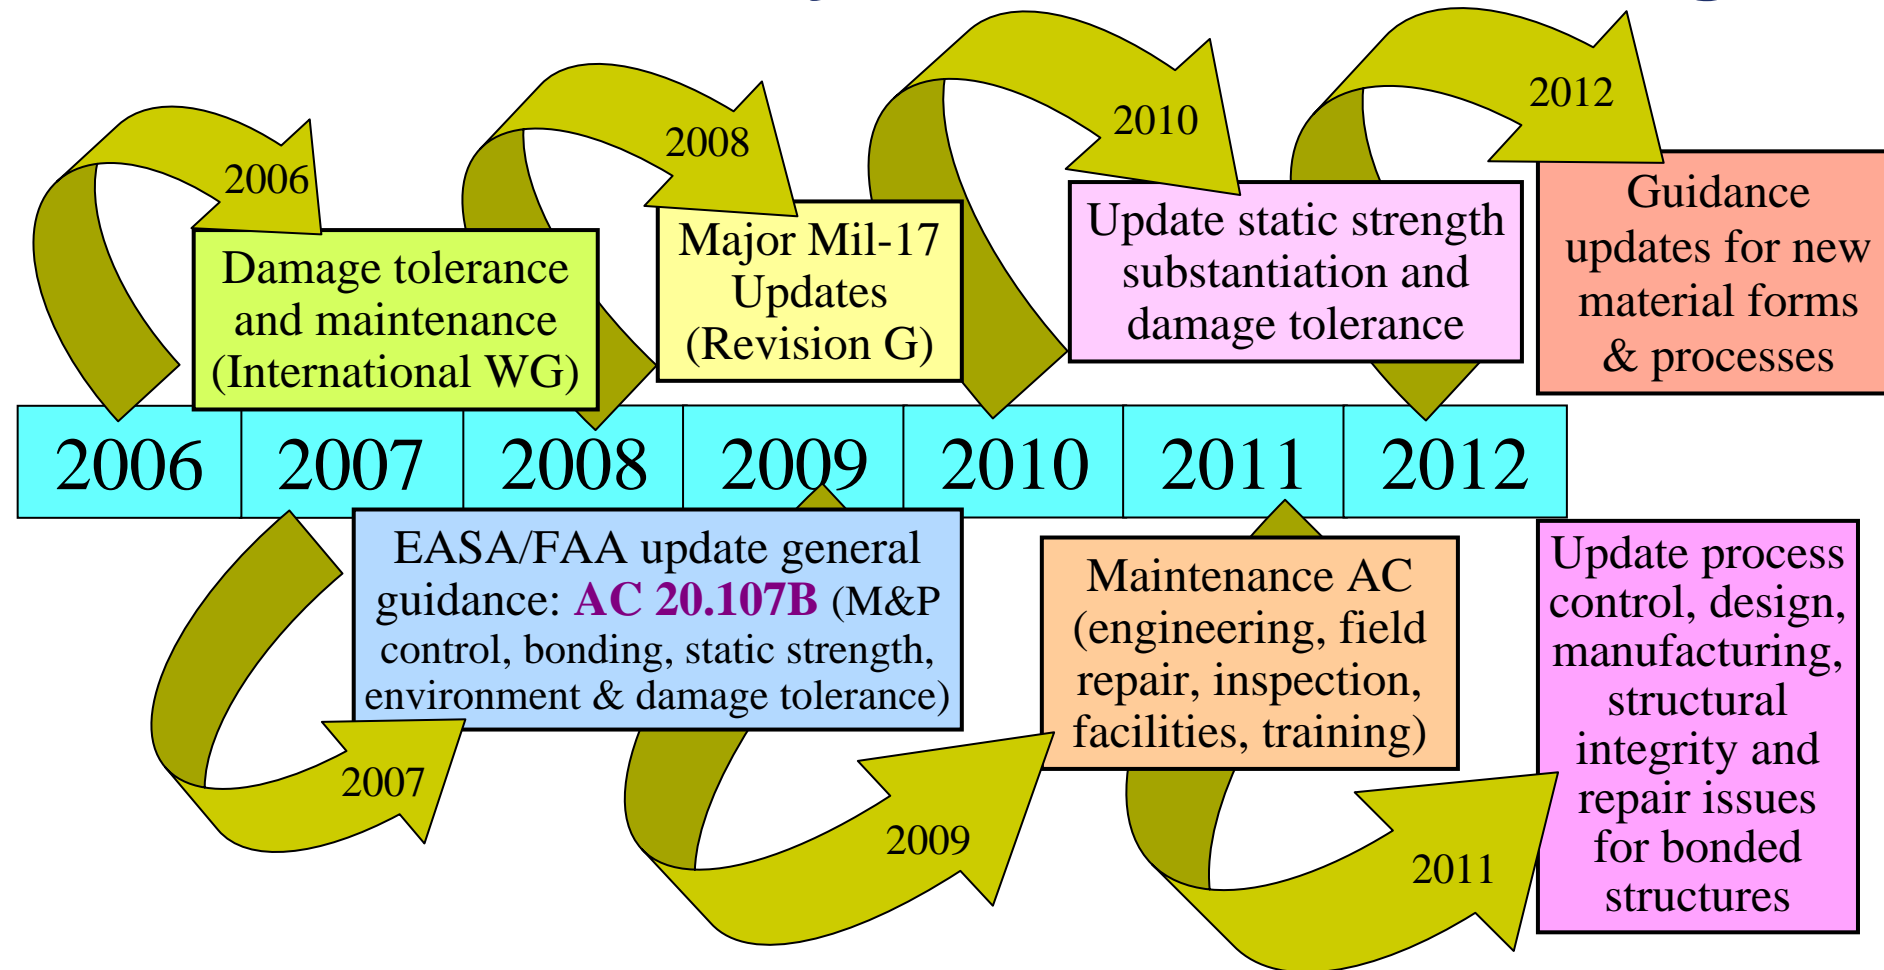 2006
2008
2010
2012
Damage tolerance
and maintenance
(International WG)
Major Mil-17
Updates
(Revision G)
Update static strength
substantiation and
damage tolerance
Guidance
updates for new
material forms
& processes
2006 2007 2008 2009 2010 2011 2012
EASA/FAA update general
guidance: AC 20.107B (M&P
control, bonding, static strength,
environment & damage tolerance)
Maintenance AC
(engineering, field
repair, inspection,
facilities, training)
Update process
control, design,
manufacturing,
structural
integrity and
repair issues
for bonded
structures
2007
2009
2011